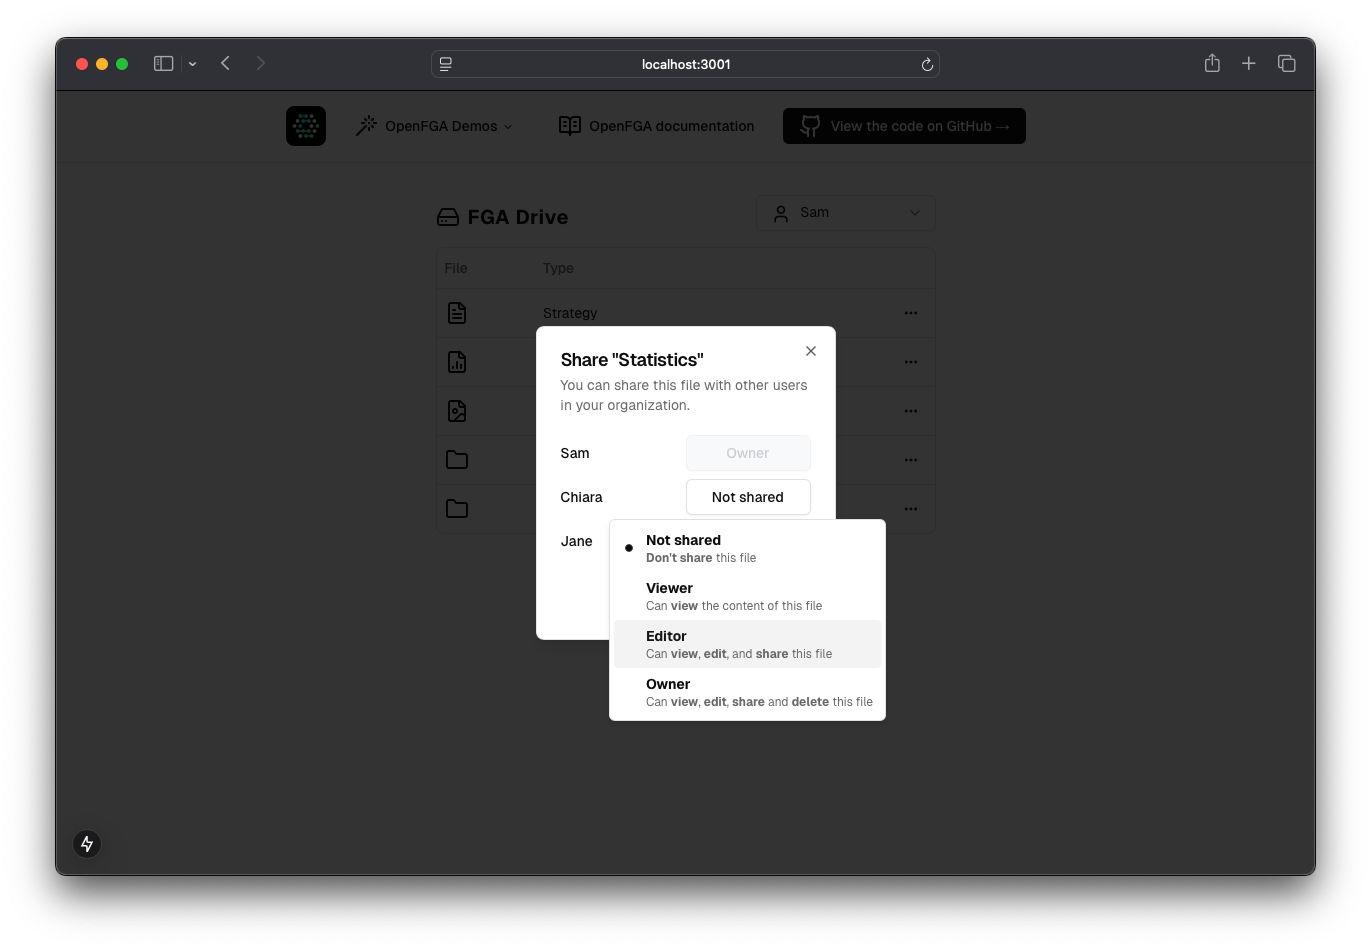 localhost:3001
OpenFGA Demos
OpenFGA documentation
View the code on GitHub →
FGA Drive
Sam
File Type
Strategy
Share "Statistics"
You can share this file with other users
in your organization.
Sam Owner
Chiara Not shared
Jane
Not shared
Don't share this file
Viewer
Can view the content of this file
Editor
Can view, edit, and share this file
Owner
Can view, edit, share and delete this file